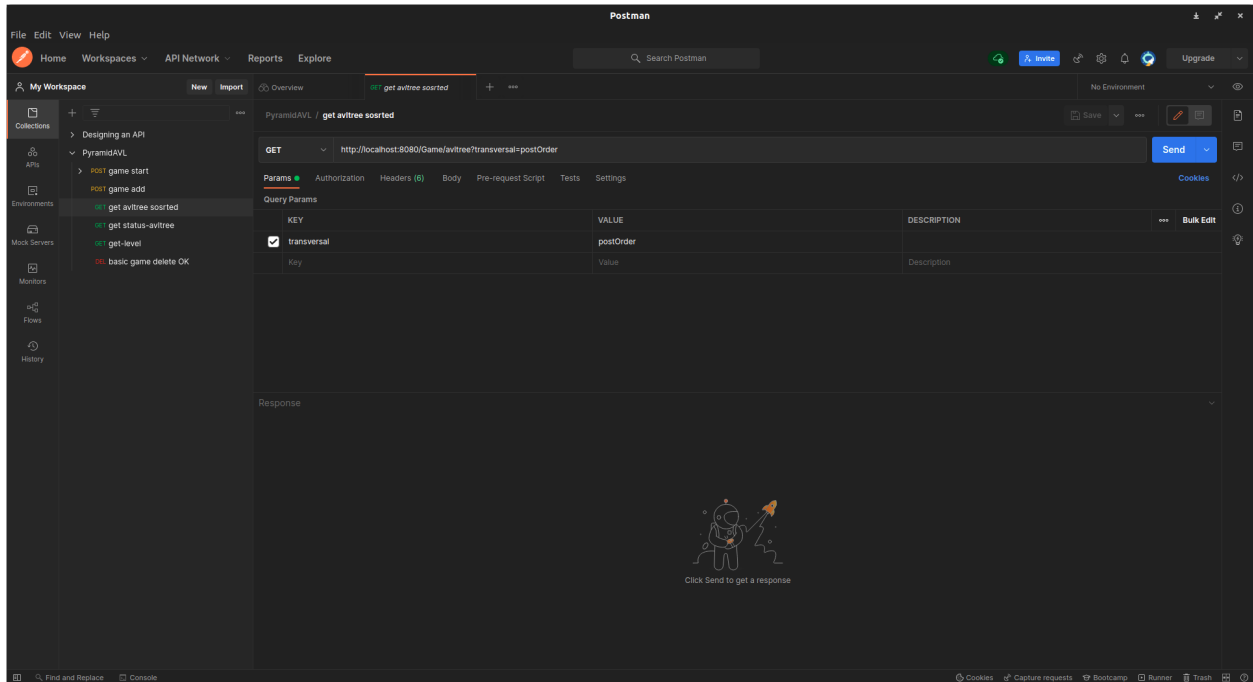 Postman
File Edit View Help
Home Workspaces API Network Reports Explore
Search Postman
Invite
Upgrade
My Workspace
New Import
Overview
GET get avltree sosrted
No Environment
Collections
APIs
Environments
Mock Servers
Monitors
Flows
History
Designing an API
PyramidAVL
POST game start
POST game add
GET get avltree sosrted
GET get status-avltree
GET get-level
DEL basic game delete OK
PyramidAVL / get avltree sosrted
Save
GET http://localhost:8080/Game/avltree?transversal=postOrder
Send
Params Authorization Headers (6) Body Pre-request Script Tests Settings
Cookies
Query Params
KEY VALUE DESCRIPTION
Bulk Edit
transversal postOrder
Key Value Description
Response
Click Send to get a response
Find and Replace Console
Cookies Capture requests Bootcamp Runner Trash